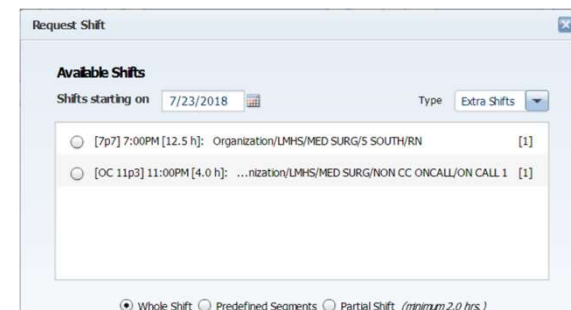 Request Shift
Available Shifts
Shifts starting on 7/23/2018 Type Extra Shifts
[7p7] 7:00PM [12.5 h]: Organization/LMHS/MED SURG/5 SOUTH/RN [1]
[OC 11p3] 11:00PM [4.0 h]: ...nization/LMHS/MED SURG/NON CC ONCALL/ON CALL 1 [1]
Whole Shift Predefined Segments Partial Shift (minimum 2.0 hrs.)